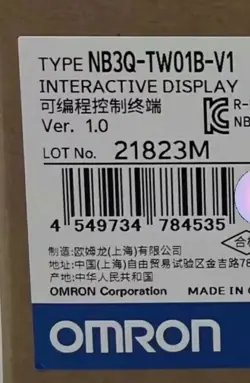 TYPE NB3Q-TW01B-V1
INTERACTIVE DISPLAY
可编程控制终端
Ver. 1.0
R-
NB
LOT No. 21823M
4 549734 784535
合格
制造: 欧姆龙(上海)有限公司
地址: 中国(上海)自由贸易试验区金吉路78
产地: 中华人民共和国
OMRON Corporation MADE IN
OMRON